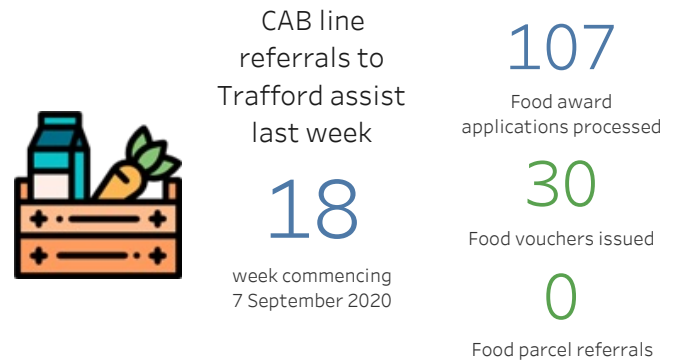 CAB line
referrals to
Trafford assist
last week
18
week commencing
7 September 2020
107
Food award
applications processed
30
Food vouchers issued
0
Food parcel referrals